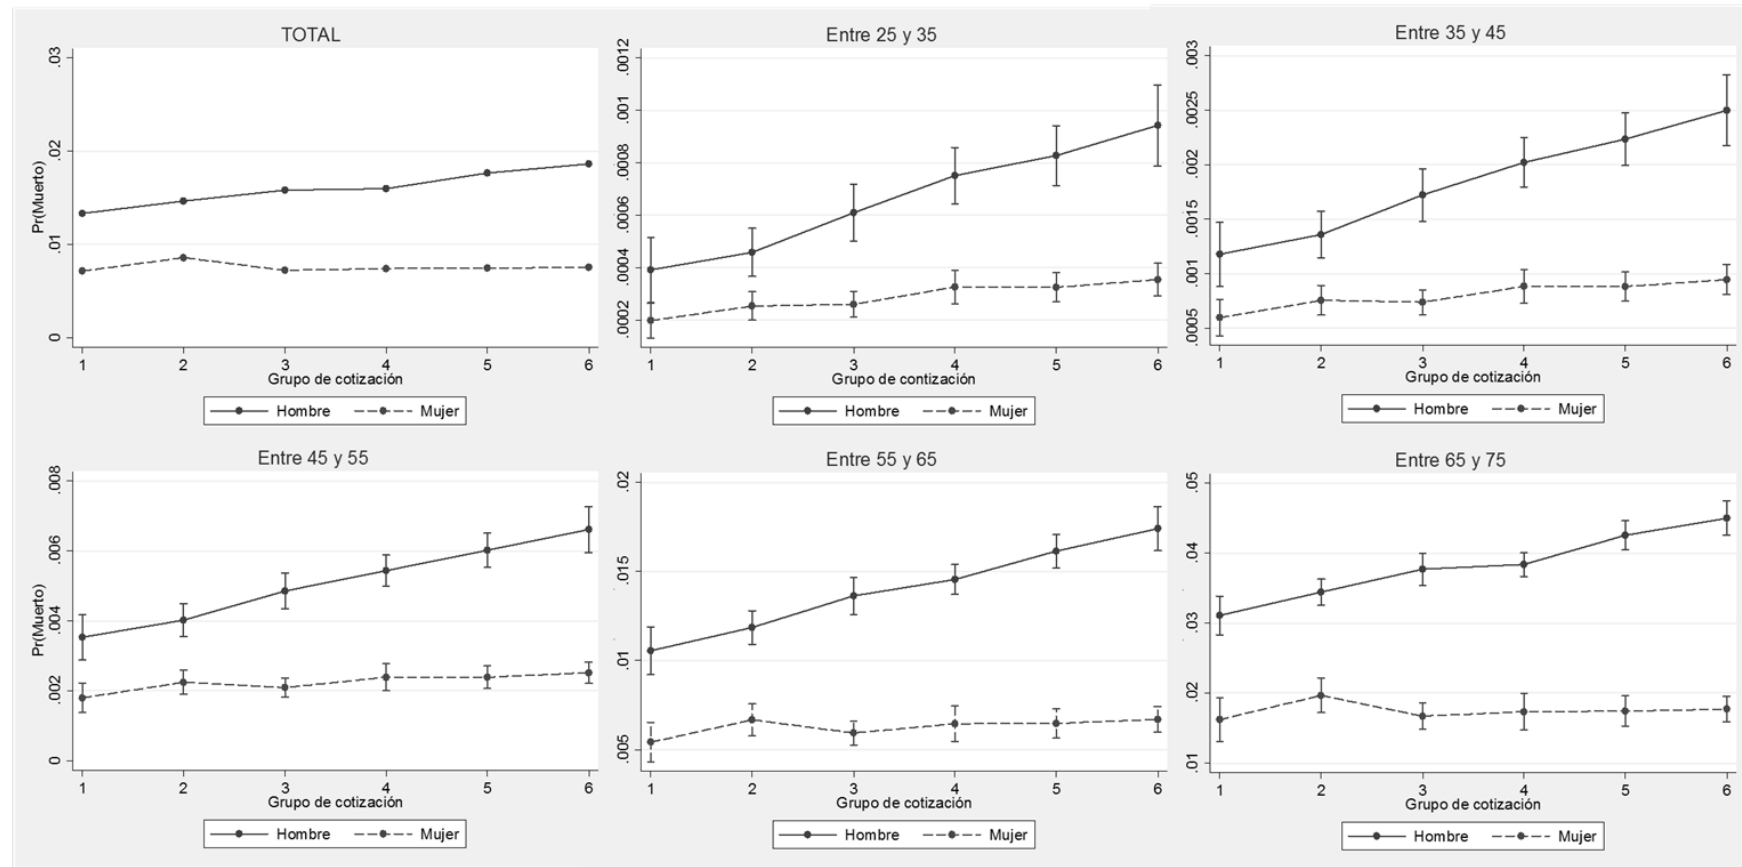 TOTAL
.03
.02
.01
0
Pr(Muerto)
1 2 3 4 5 6
Grupo de cotización
Hombre Mujer
Entre 25 y 35
.0012
.001
.0008
.0006
.0004
.0002
1 2 3 4 5 6
Grupo de contización
Hombre Mujer
Entre 35 y 45
.003
.0025
.002
.0015
.001
.0005
1 2 3 4 5 6
Grupo de cotización
Hombre Mujer
Entre 45 y 55
.008
.006
.004
.002
0
Pr(Muerto)
1 2 3 4 5 6
Grupo de cotización
Hombre Mujer
Entre 55 y 65
.02
.015
.01
.005
1 2 3 4 5 6
Grupo de cotización
Hombre Mujer
Entre 65 y 75
.05
.04
.03
.02
.01
1 2 3 4 5 6
Grupo de cotización
Hombre Mujer